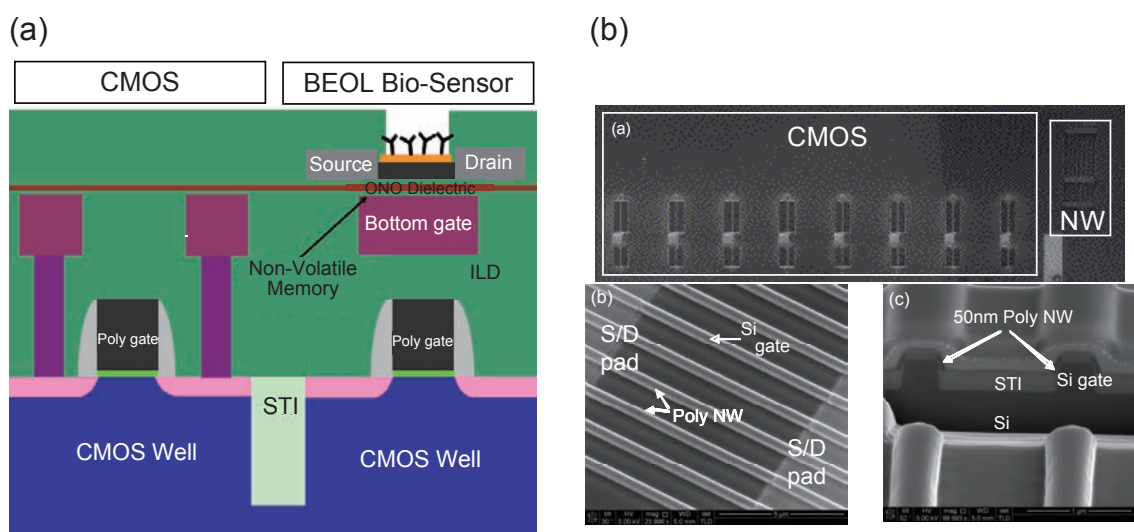 (a)
CMOS
BEOL Bio-Sensor
Source
Drain
ONO Dielectric
Bottom gate
Non-Volatile
Memory
ILD
Poly gate
Poly gate
STI
CMOS Well
CMOS Well
(b)
(a)
CMOS
NW
(b)
S/D
pad
Si
gate
Poly NW
S/D
pad
(c)
50nm Poly NW
STI
Si gate
Si